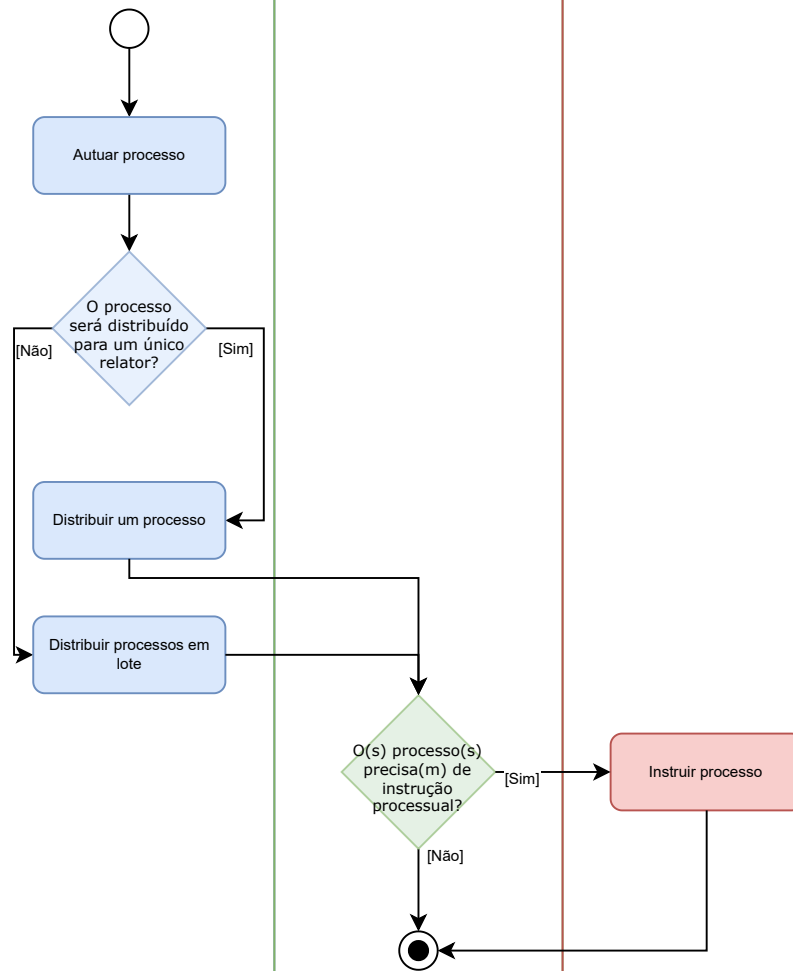 Autuar processo
O processo
será distribuído
para um único
relator?
[Não]
[Sim]
Distribuir um processo
Distribuir processos em
lote
O(s) processo(s)
precisa(m) de
instrução
processual?
[Sim]
Instruir processo
[Não]